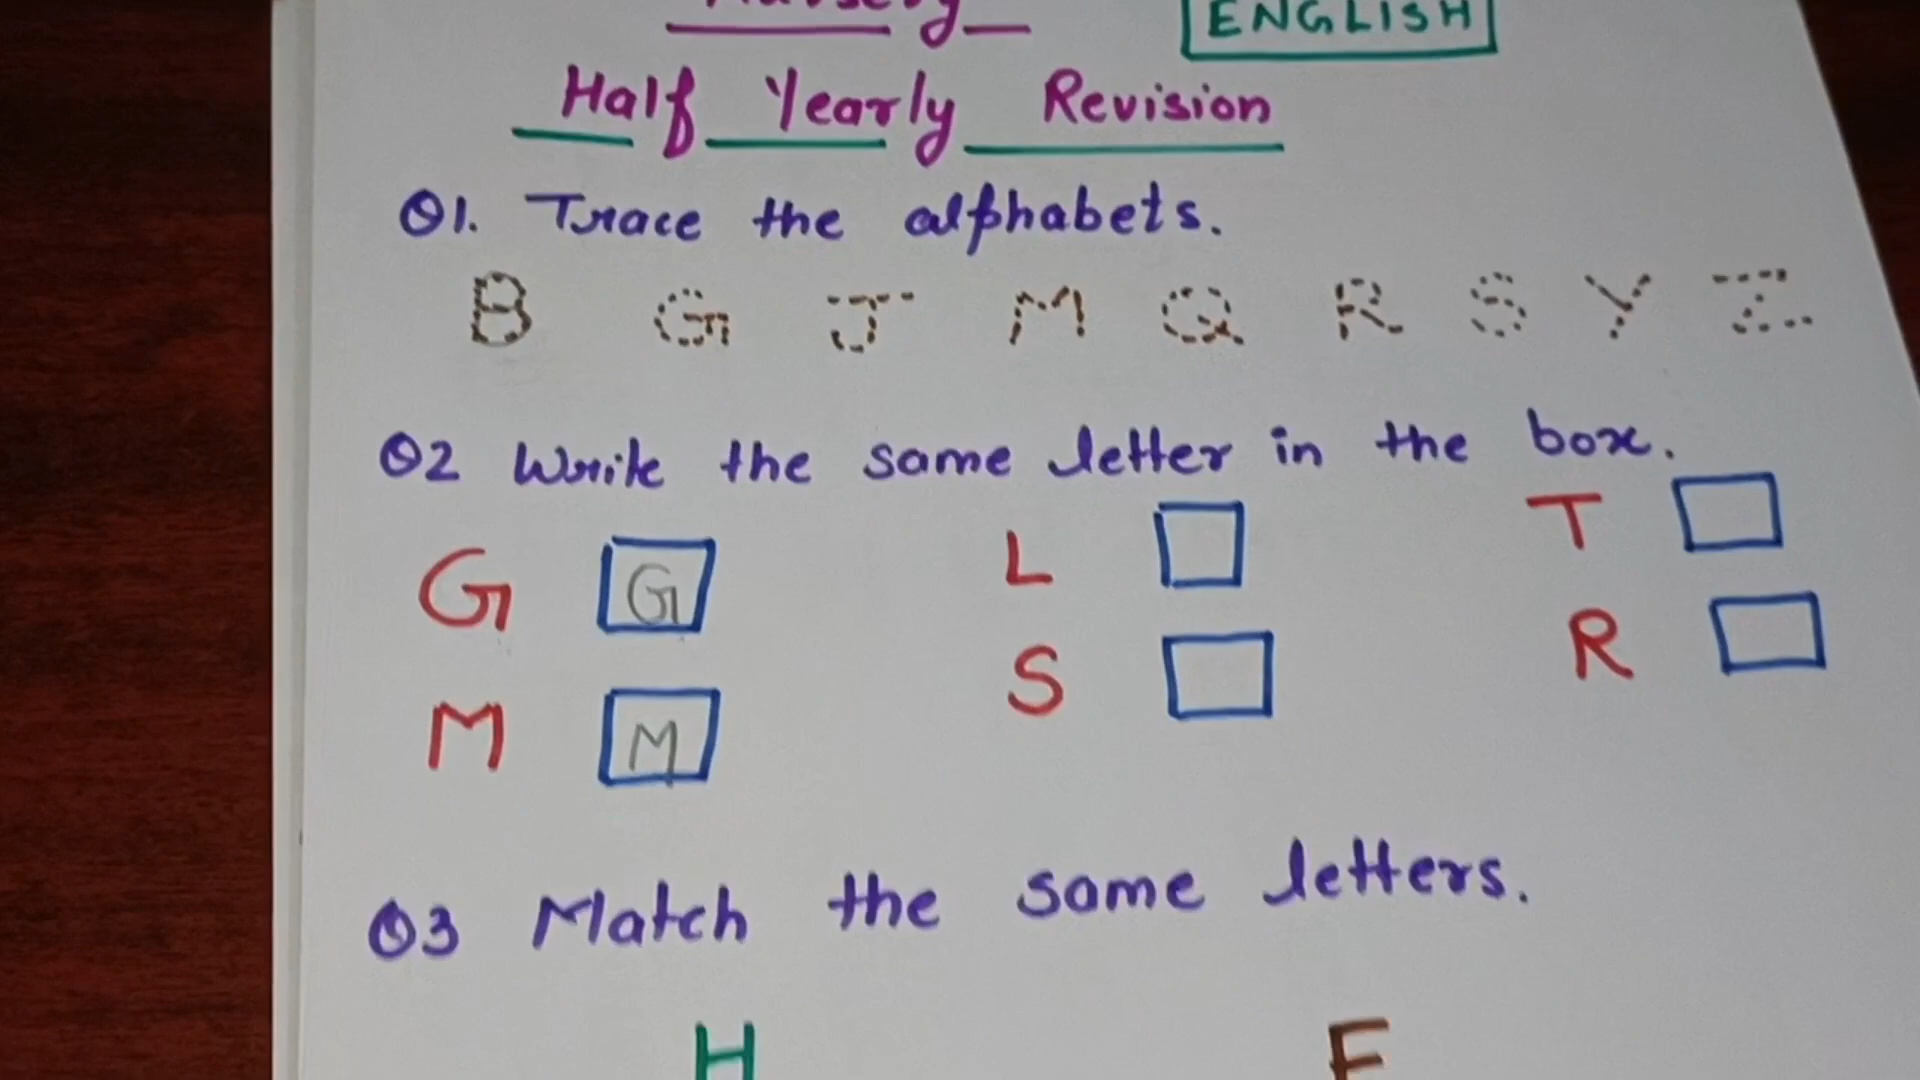 Nursery ENGLISH
Half Yearly Revision
Q1. Trace the alphabets.
B G J M Q R S Y Z
Q2 Write the same letter in the box.
G G L T
M M S R
Q3 Match the same letters.
H F